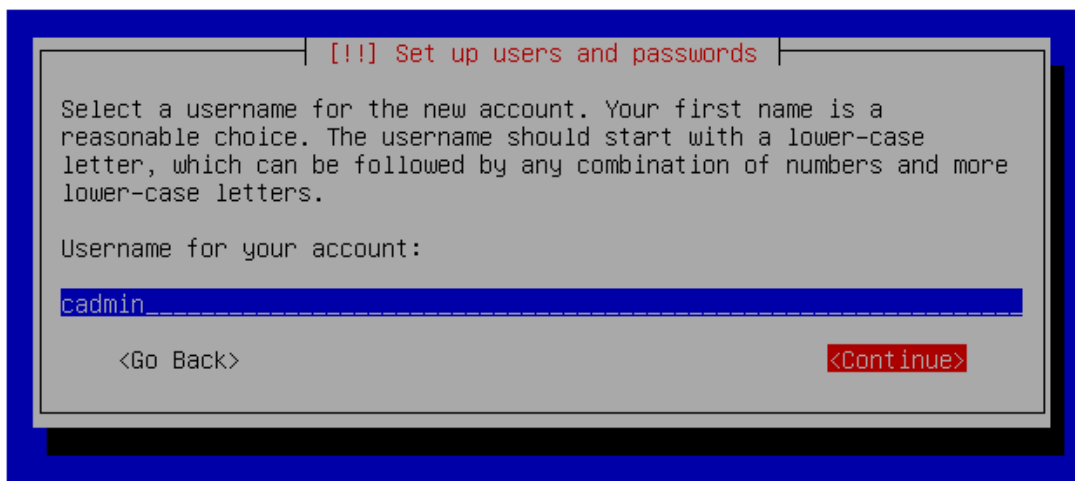 [!!] Set up users and passwords
Select a username for the new account. Your first name is a
reasonable choice. The username should start with a lower-case
letter, which can be followed by any combination of numbers and more
lower-case letters.
Username for your account:
cadmin
<Go Back> <Continue>